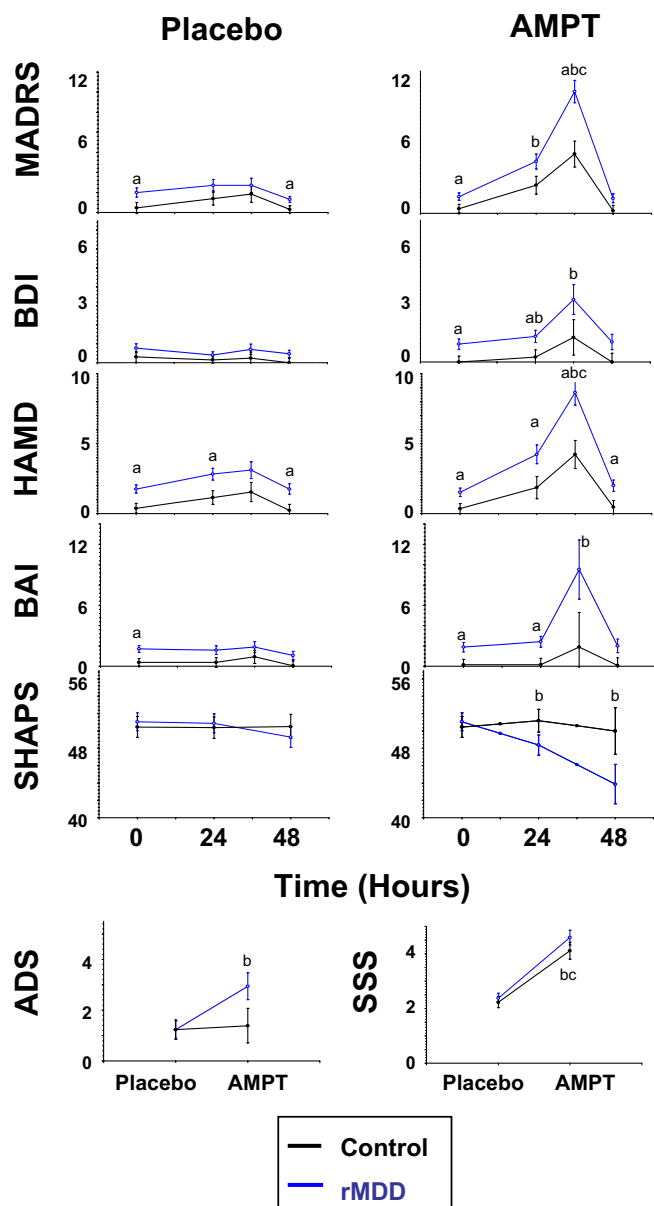 Placebo AMPT
MADRS
12 12
6 6
0 0
a a
a b abc
BDI
6 6
3 3
0 0
a ab b
HAMD
10 10
5 5
0 0
a a a
a a abc a
BAI
12 12
6 6
0 0
a
a a b
SHAPS
56 56
48 48
40 40
b b
0 24 48 0 24 48
Time (Hours)
ADS
4
2
0
b
Placebo AMPT
SSS
4
2
0
bc
Placebo AMPT
Control
rMDD